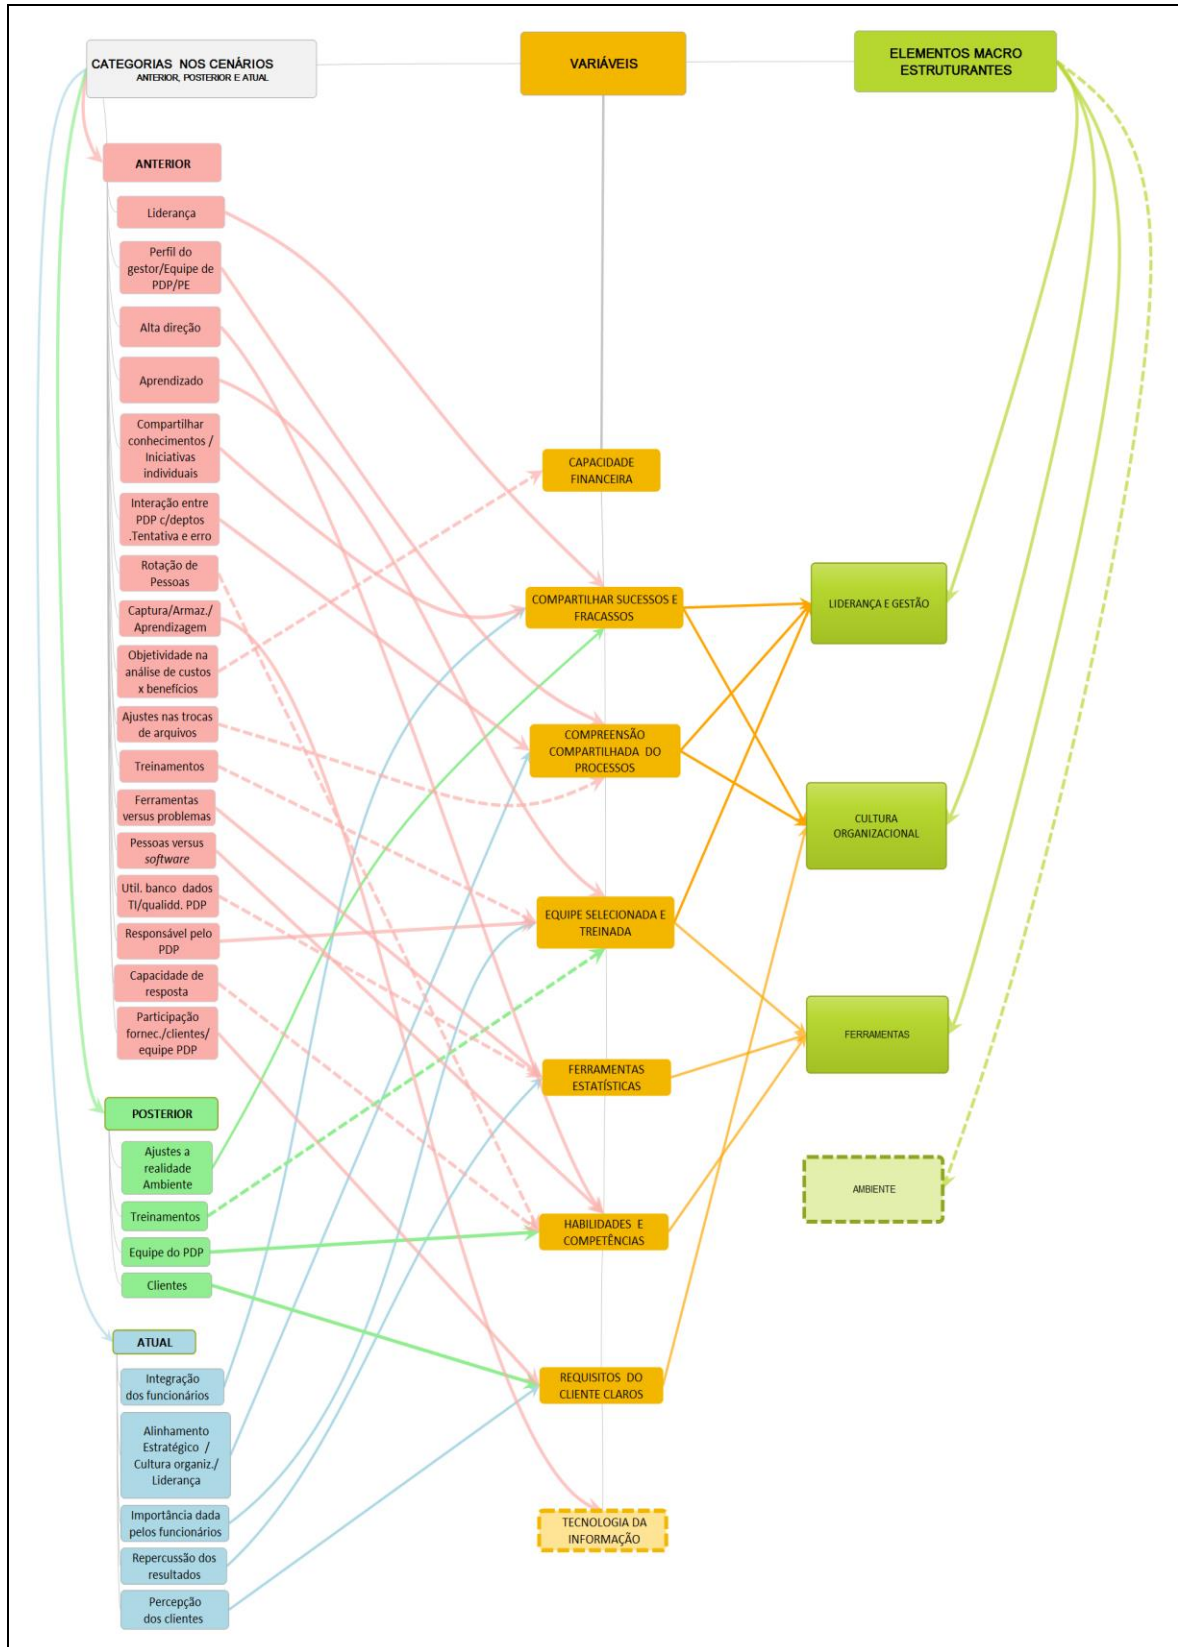 CATEGORIAS NOS CENÁRIOS
ANTERIOR, POSTERIOR E ATUAL
VARIÁVEIS
ELEMENTOS MACRO
ESTRUTURANTES
ANTERIOR
Liderança
Perfil do
gestor/Equipe de
PDP/PE
Alta direção
Aprendizado
Compartilhar
conhecimentos /
Iniciativas
individuais
Interação entre
PDP c/deptos
.Tentativa e erro
Rotação de
Pessoas
Captura/Armaz./
Aprendizagem
Objetividade na
análise de custos
x benefícios
Ajustes nas trocas
de arquivos
Treinamentos
Ferramentas
versus problemas
Pessoas versus
software
Util. banco dados
TI/qualidd. PDP
Responsável pelo
PDP
Capacidade de
resposta
Participação
fornec./clientes/
equipe PDP
POSTERIOR
Ajustes a
realidade
Ambiente
Treinamentos
Equipe do PDP
Clientes
ATUAL
Integração
dos funcionários
Alinhamento
Estratégico /
Cultura organiz./
Liderança
Importância dada
pelos funcionários
Repercussão dos
resultados
Percepção
dos clientes
CAPACIDADE
FINANCEIRA
COMPARTILHAR SUCESSOS E
FRACASSOS
COMPREENSÃO
COMPARTILHADA DO
PROCESSOS
EQUIPE SELECIONADA E
TREINADA
FERRAMENTAS
ESTATÍSTICAS
HABILIDADES E
COMPETÊNCIAS
REQUISITOS DO
CLIENTE CLAROS
TECNOLOGIA DA
INFORMAÇÃO
LIDERANÇA E GESTÃO
CULTURA
ORGANIZACIONAL
FERRAMENTAS
AMBIENTE